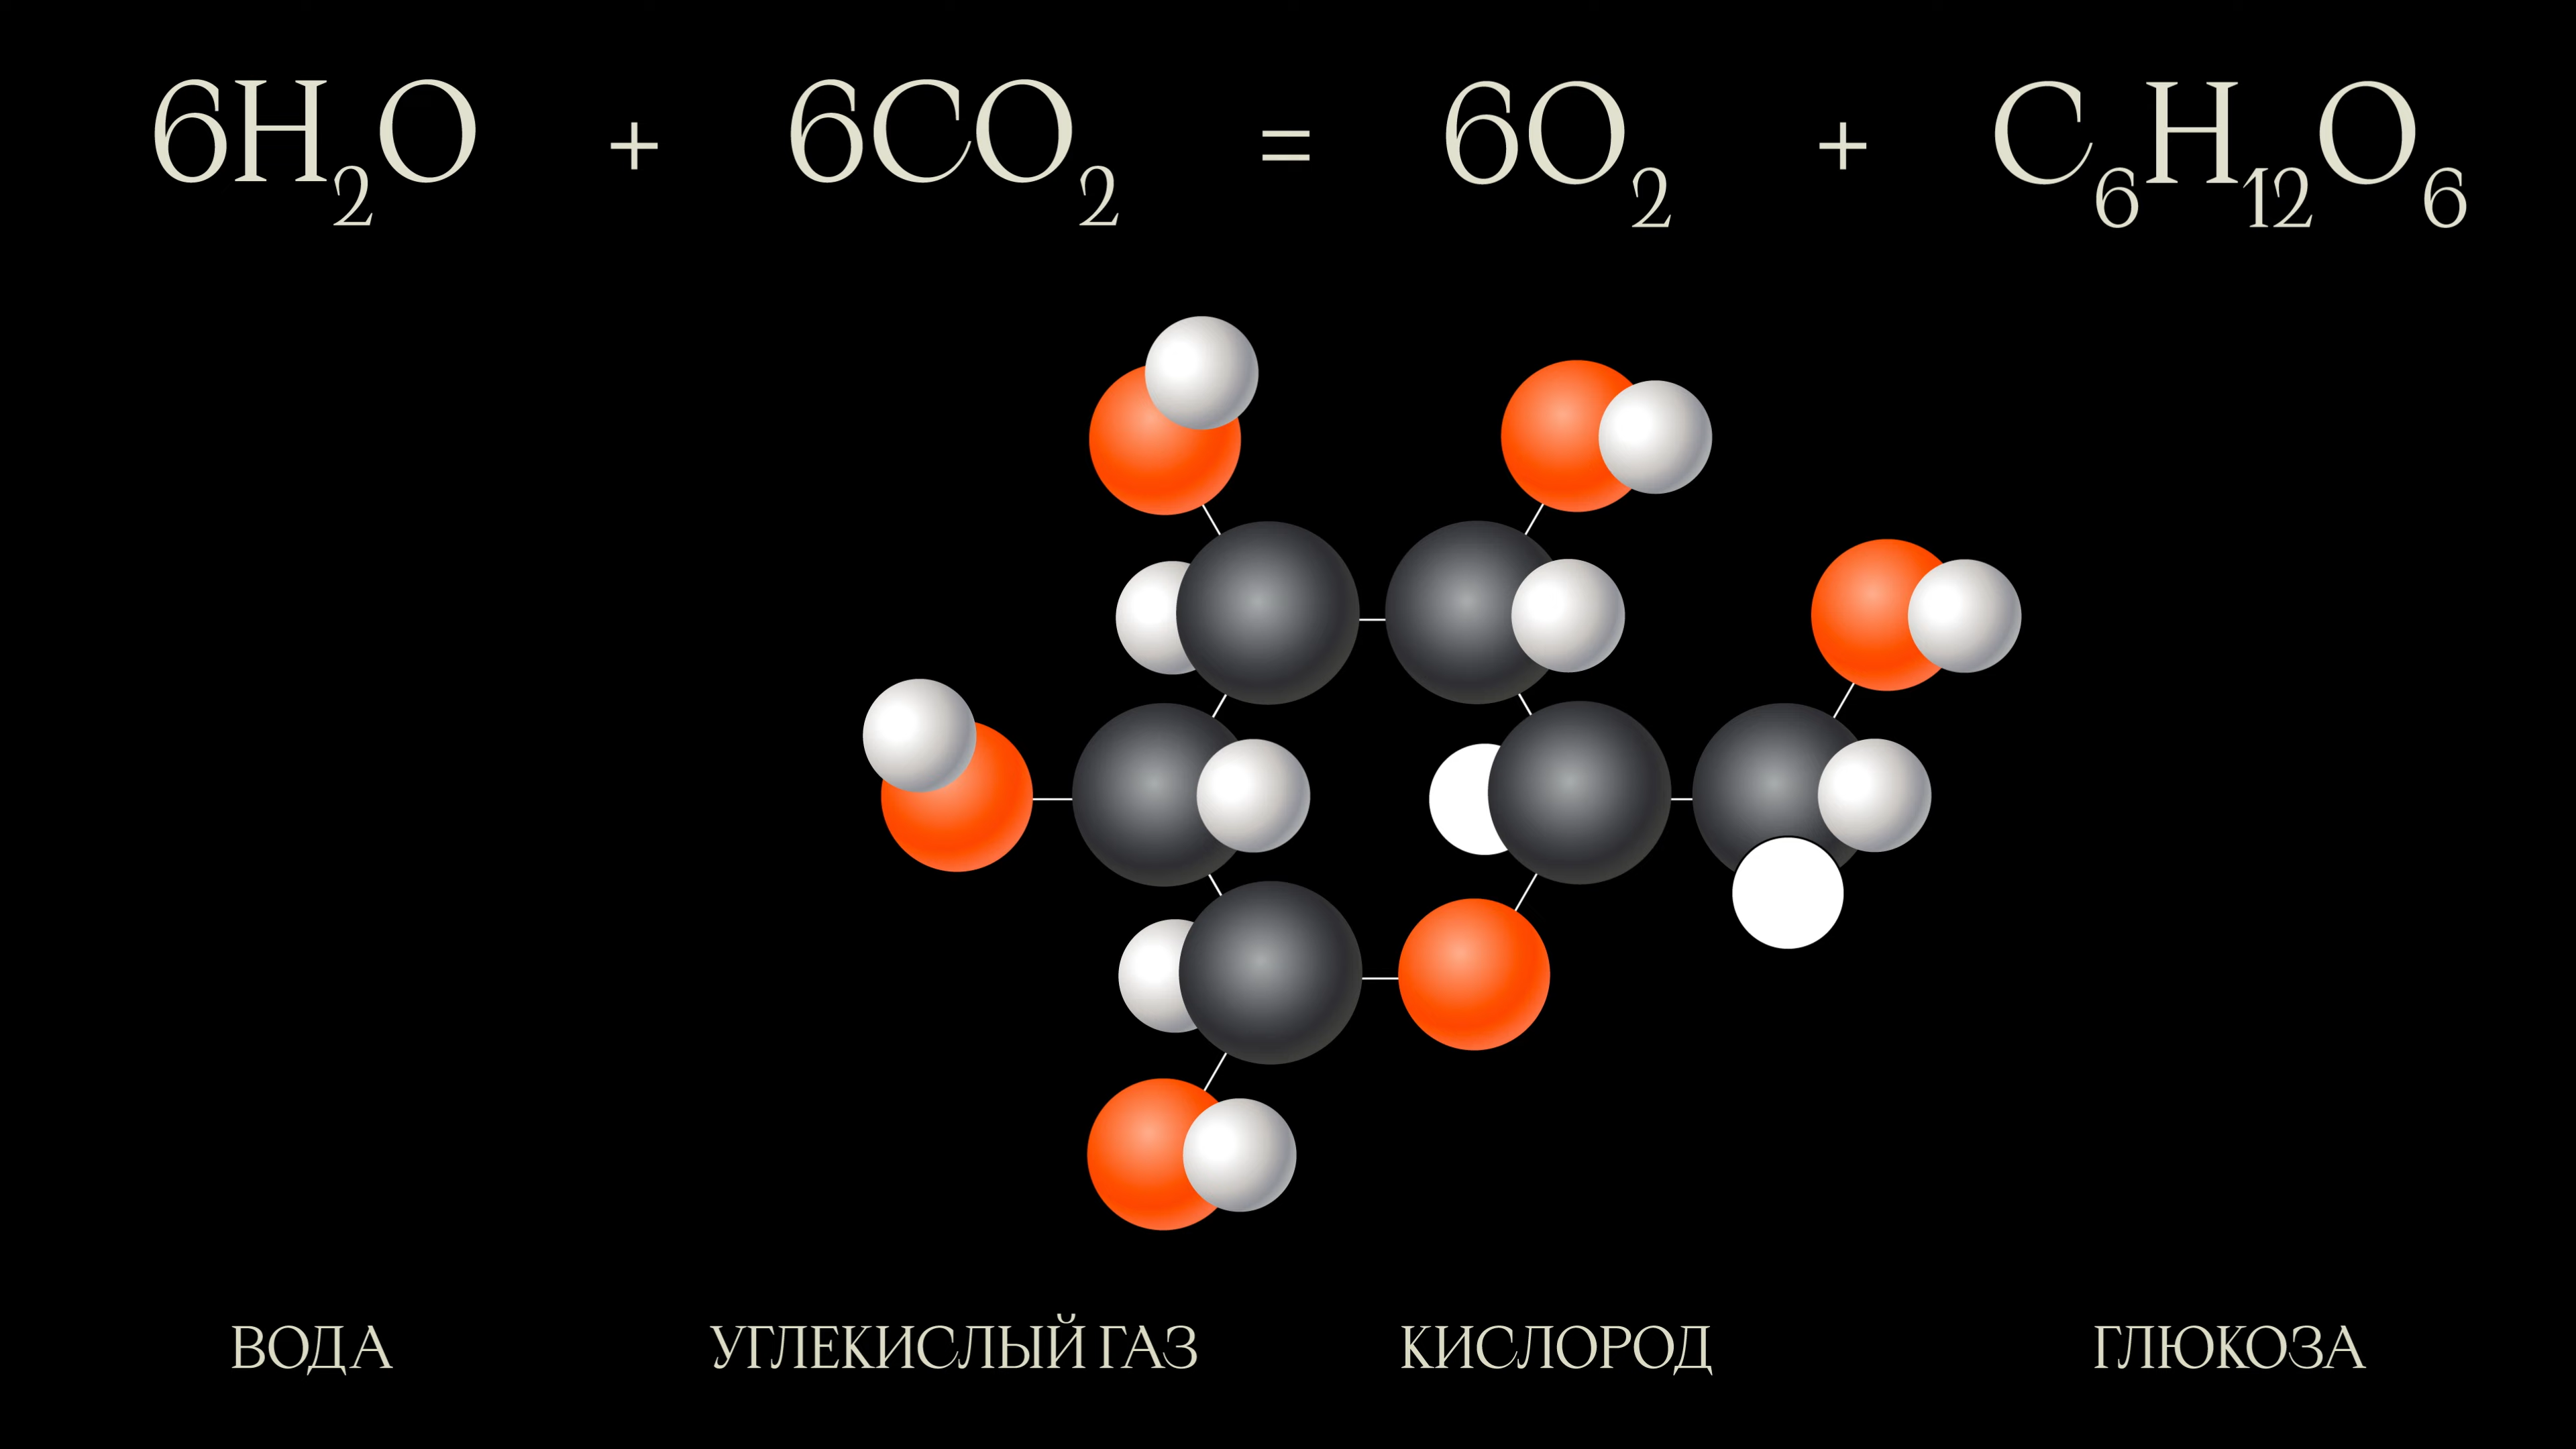 6H₂O + 6CO₂ = 6O₂ + C₆H₁₂O₆
ВОДА УГЛЕКИСЛЫЙ ГАЗ КИСЛОРОД ГЛЮКОЗА